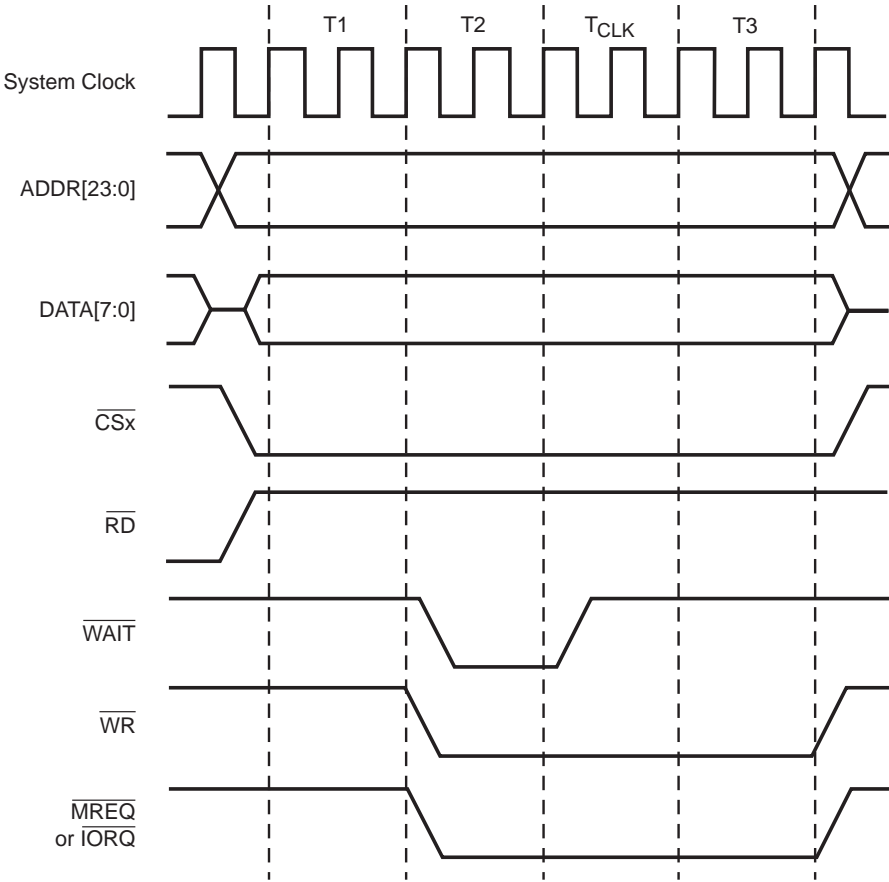 T1 T2 TCLK T3
System Clock
ADDR[23:0]
DATA[7:0]
CSx
RD
WAIT
WR
MREQ
or IORQ